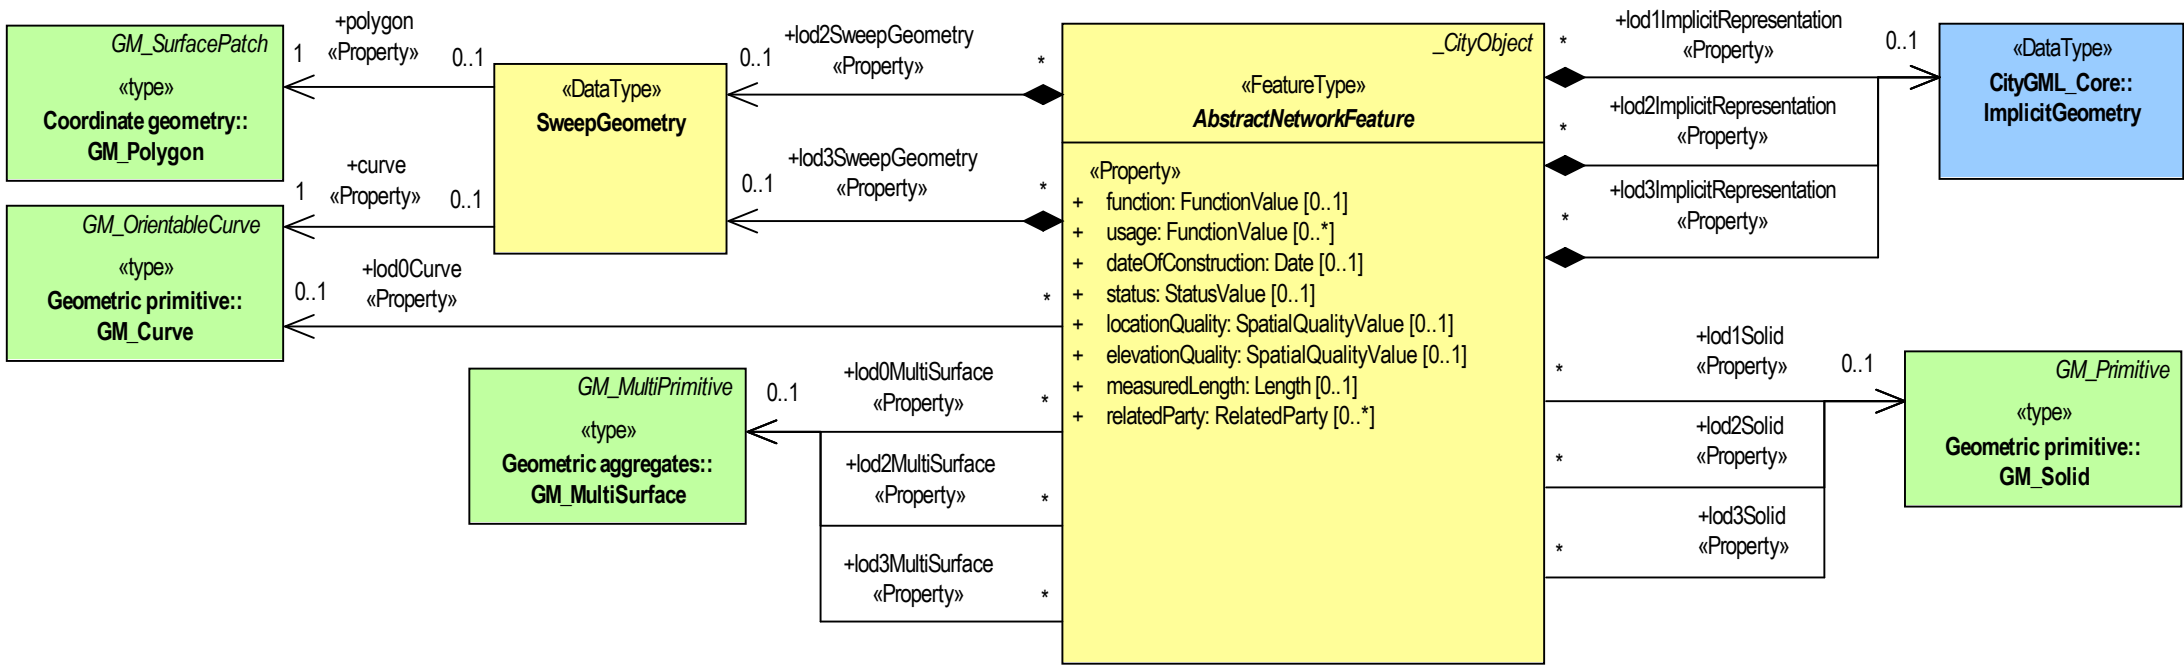 GM_SurfacePatch
«type»
Coordinate geometry::
GM_Polygon
+polygon
«Property»
1
0..1
GM_OrientableCurve
«type»
Geometric primitive::
GM_Curve
+curve
«Property»
1
0..1
«DataType»
SweepGeometry
+lod2SweepGeometry
«Property»
0..1
*
+lod3SweepGeometry
«Property»
0..1
*
+lod0Curve
«Property»
0..1
*
GM_MultiPrimitive
«type»
Geometric aggregates::
GM_MultiSurface
+lod0MultiSurface
«Property»
0..1
*
+lod2MultiSurface
«Property»
*
+lod3MultiSurface
«Property»
*
_CityObject
«FeatureType»
AbstractNetworkFeature
«Property»
+ function: FunctionValue [0..1]
+ usage: FunctionValue [0..*]
+ dateOfConstruction: Date [0..1]
+ status: StatusValue [0..1]
+ locationQuality: SpatialQualityValue [0..1]
+ elevationQuality: SpatialQualityValue [0..1]
+ measuredLength: Length [0..1]
+ relatedParty: RelatedParty [0..*]
+lod1ImplicitRepresentation
«Property»
*
0..1
+lod2ImplicitRepresentation
«Property»
*
+lod3ImplicitRepresentation
«Property»
*
«DataType»
CityGML_Core::
ImplicitGeometry
+lod1Solid
«Property»
*
0..1
+lod2Solid
«Property»
*
+lod3Solid
«Property»
*
GM_Primitive
«type»
Geometric primitive::
GM_Solid